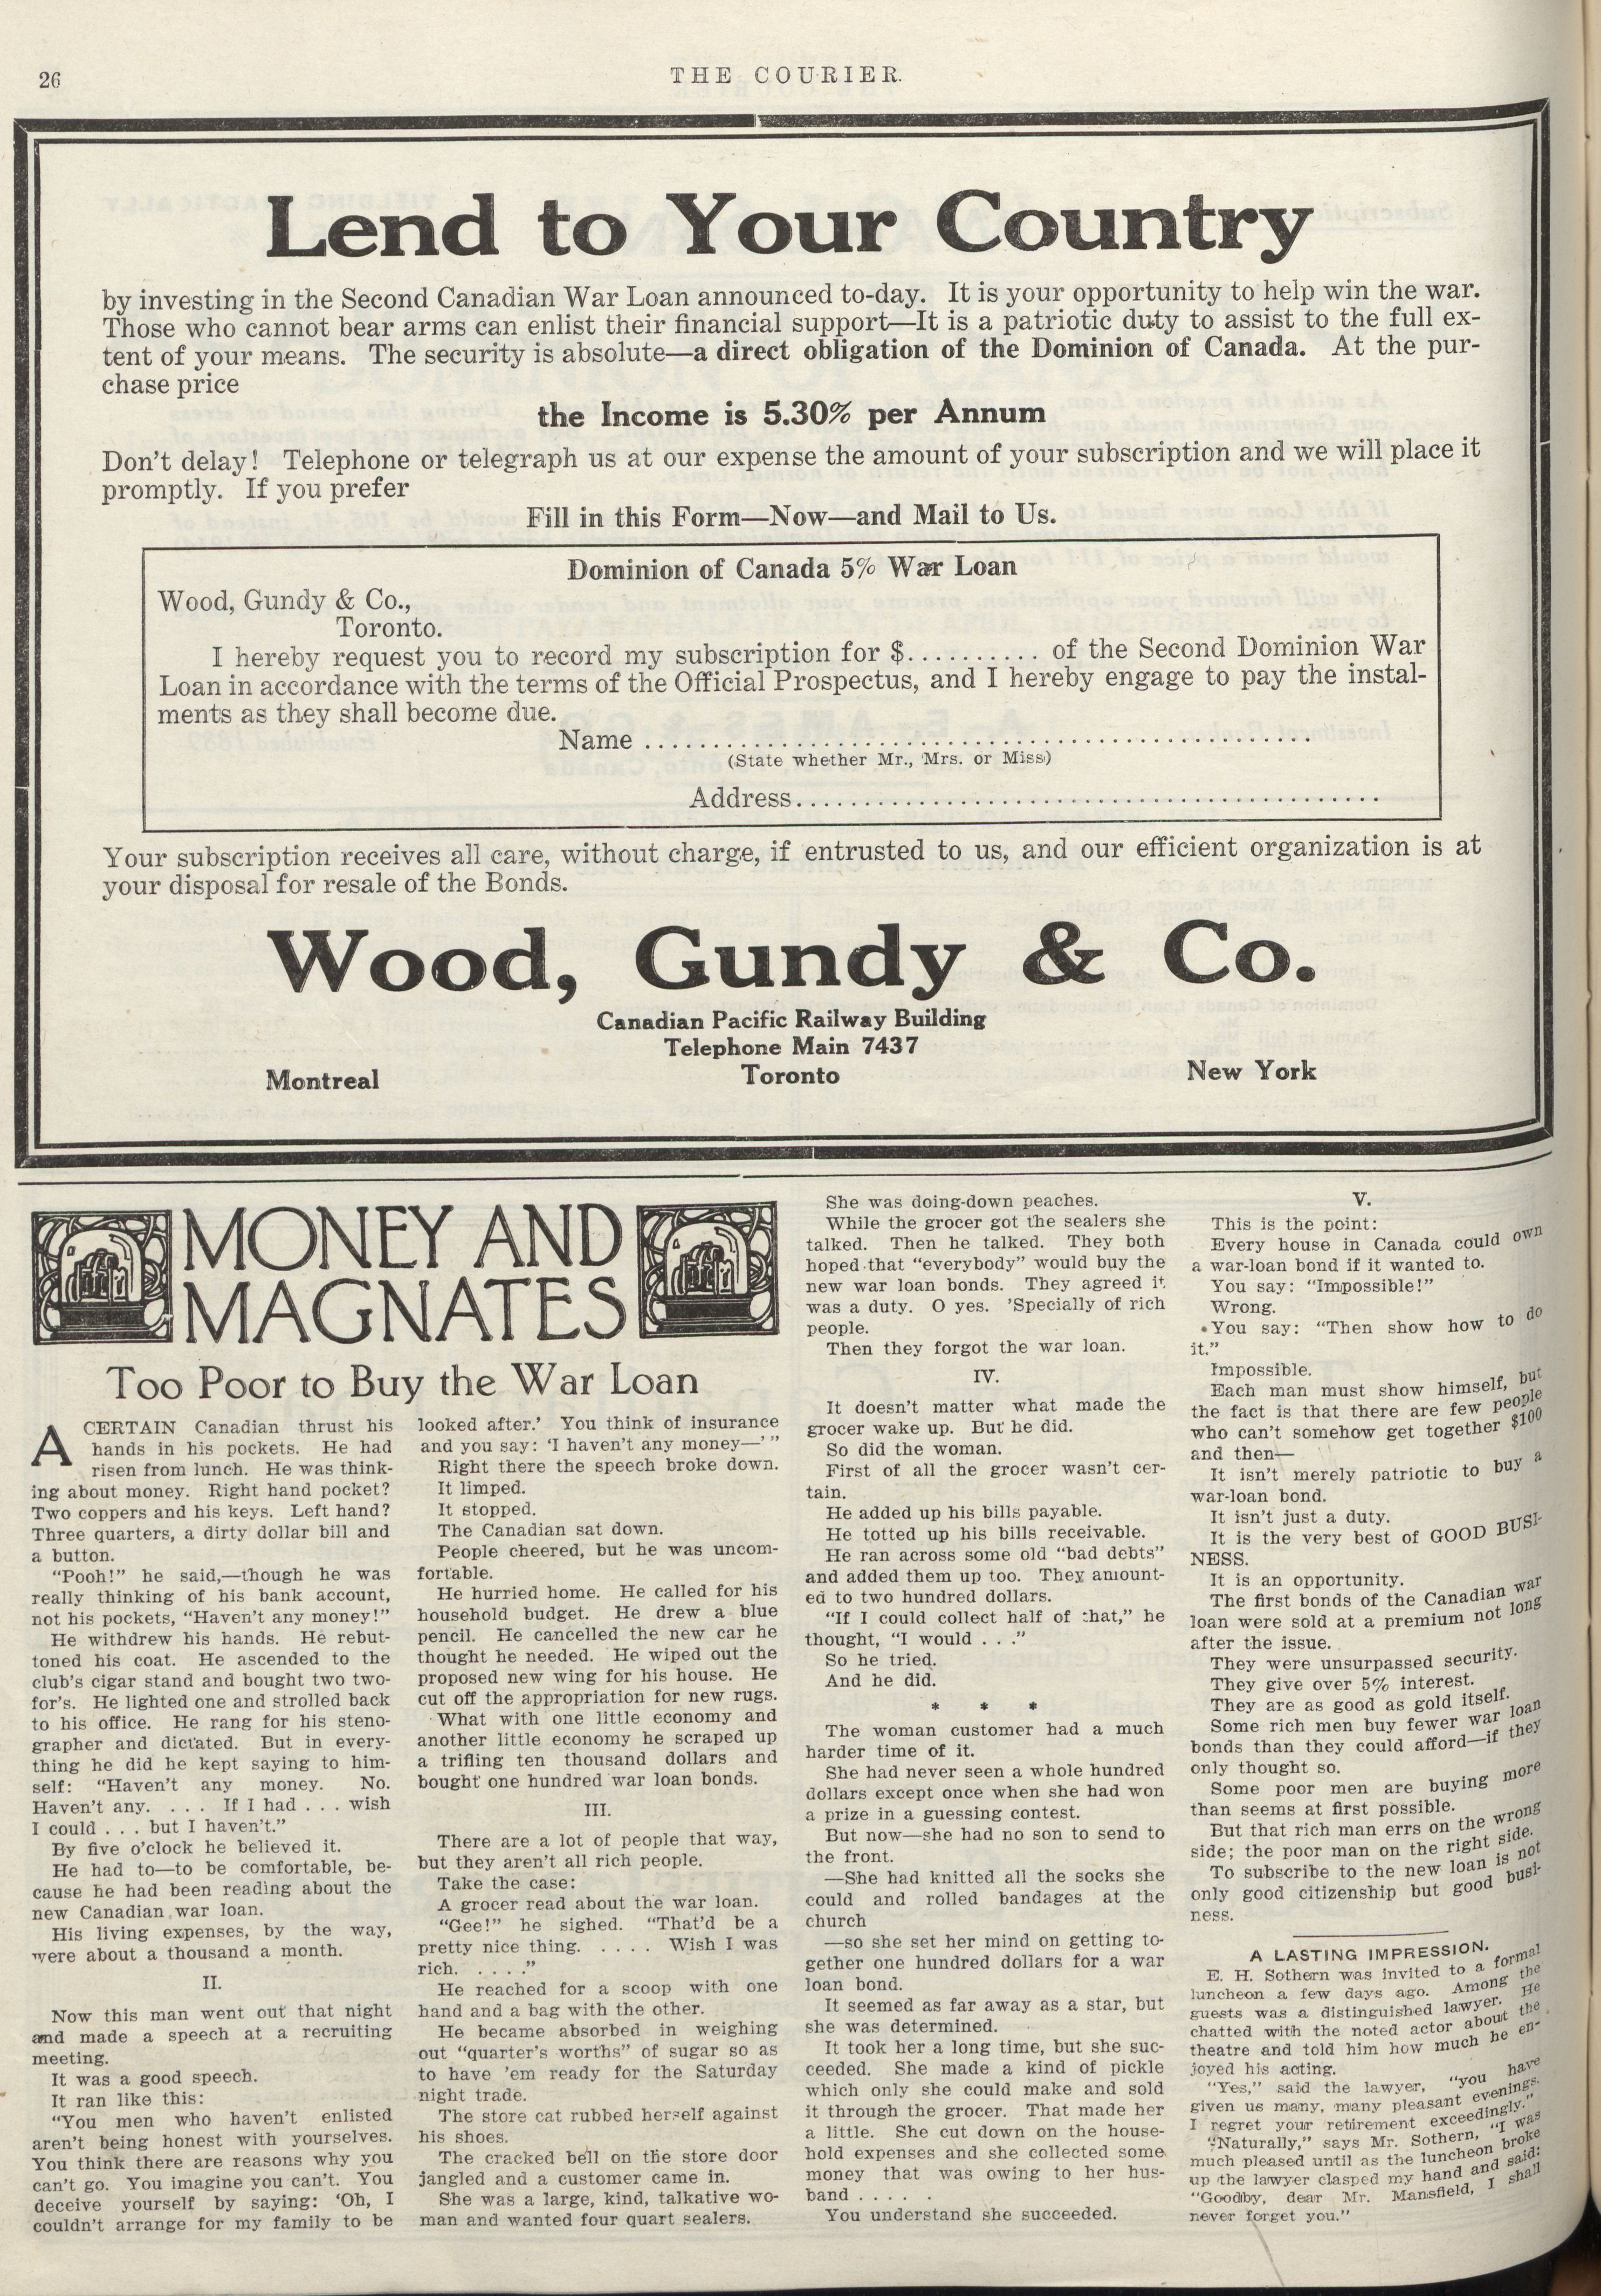 26
THE COURIER.
Lend to Your Country
by investing in the Second Canadian War Loan announced to-day. It is your opportunity to help win the war.
Those who cannot bear arms can enlist their financial support—It is a patriotic duty to assist to the full ex-
tent of your means. The security is absolute—a direct obligation of the Dominion of Canada. At the pur-
chase price
the Income is 5.30% per Annum
Don't delay! Telephone or telegraph us at our expense the amount of your subscription and we will place it
promptly. If you prefer
Fill in this Form—Now—and Mail to Us.
Dominion of Canada 5% War Loan
Wood, Gundy & Co.,
Toronto.
I hereby request you to record my subscription for $.......... of the Second Dominion War
Loan in accordance with the terms of the Official Prospectus, and I hereby engage to pay the instal-
ments as they shall become due.
Name ..................................................
(State whether Mr., Mrs. or Miss)
Address...........................................
Your subscription receives all care, without charge, if entrusted to us, and our efficient organization is at
your disposal for resale of the Bonds.
Wood, Gundy & Co.
Canadian Pacific Railway Building
Telephone Main 7437
Montreal Toronto New York
MONEY AND
MAGNATES
Too Poor to Buy the War Loan
A CERTAIN Canadian thrust his
hands in his pockets. He had
risen from lunch. He was think-
ing about money. Right hand pocket?
Two coppers and his keys. Left hand?
Three quarters, a dirty dollar bill and
a button.
"Pooh!" he said,—though he was
really thinking of his bank account,
not his pockets, "Haven't any money!"
He withdrew his hands. He rebut-
toned his coat. He ascended to the
club's cigar stand and bought two two-
for's. He lighted one and strolled back
to his office. He rang for his steno-
grapher and dictated. But in every-
thing he did he kept saying to him-
self: "Haven't any money. No.
Haven't any. . . . If I had . . . wish
I could . . . but I haven't."
By five o'clock he believed it.
He had to—to be comfortable, be-
cause he had been reading about the
new Canadian war loan.
His living expenses, by the way,
were about a thousand a month.
II.
Now this man went out that night
and made a speech at a recruiting
meeting.
It was a good speech.
It ran like this:
"You men who haven't enlisted
aren't being honest with yourselves.
You think there are reasons why you
can't go. You imagine you can't. You
deceive yourself by saying: 'Oh, I
couldn't arrange for my family to be
looked after.' You think of insurance
and you say: 'I haven't any money—' "
Right there the speech broke down.
It limped.
It stopped.
The Canadian sat down.
People cheered, but he was uncom-
fortable.
He hurried home. He called for his
household budget. He drew a blue
pencil. He cancelled the new car he
thought he needed. He wiped out the
proposed new wing for his house. He
cut off the appropriation for new rugs.
What with one little economy and
another little economy he scraped up
a trifling ten thousand dollars and
bought one hundred war loan bonds.
III.
There are a lot of people that way,
but they aren't all rich people.
Take the case:
A grocer read about the war loan.
"Gee!" he sighed. "That'd be a
pretty nice thing. . . . . Wish I was
rich. . . . ."
He reached for a scoop with one
hand and a bag with the other.
He became absorbed in weighing
out "quarter's worths" of sugar so as
to have 'em ready for the Saturday
night trade.
The store cat rubbed herself against
his shoes.
The cracked bell on the store door
jangled and a customer came in.
She was a large, kind, talkative wo-
man and wanted four quart sealers.
She was doing-down peaches.
While the grocer got the sealers she
talked. Then he talked. They both
hoped that "everybody" would buy the
new war loan bonds. They agreed it
was a duty. O yes. 'Specially of rich
people.
Then they forgot the war loan.
IV.
It doesn't matter what made the
grocer wake up. But he did.
So did the woman.
First of all the grocer wasn't cer-
tain.
He added up his bills payable.
He totted up his bills receivable.
He ran across some old "bad debts"
and added them up too. They amount-
ed to two hundred dollars.
"If I could collect half of that," he
thought, "I would . . ."
So he tried.
And he did.
* * *
The woman customer had a much
harder time of it.
She had never seen a whole hundred
dollars except once when she had won
a prize in a guessing contest.
But now—she had no son to send to
the front.
—She had knitted all the socks she
could and rolled bandages at the
church
—so she set her mind on getting to-
gether one hundred dollars for a war
loan bond.
It seemed as far away as a star, but
she was determined.
It took her a long time, but she suc-
ceeded. She made a kind of pickle
which only she could make and sold
it through the grocer. That made her
a little. She cut down on the house-
hold expenses and she collected some
money that was owing to her hus-
band . . . . .
You understand she succeeded.
V.
This is the point:
Every house in Canada could own
a war-loan bond if it wanted to.
You say: "Impossible!"
Wrong.
You say: "Then show how to do
it."
Impossible.
Each man must show himself, but
the fact is that there are few people
who can't somehow get together $100
and then—
It isn't merely patriotic to buy a
war-loan bond.
It isn't just a duty.
It is the very best of GOOD BUSI-
NESS.
It is an opportunity.
The first bonds of the Canadian war
loan were sold at a premium not long
after the issue.
They were unsurpassed security.
They give over 5% interest.
They are as good as gold itself.
Some rich men buy fewer war loan
bonds than they could afford—if they
only thought so.
Some poor men are buying more
than seems at first possible.
But that rich man errs on the wrong
side; the poor man on the right side.
To subscribe to the new loan is not
only good citizenship but good busi-
ness.
A LASTING IMPRESSION.
E. H. Sothern was invited to a formal
luncheon a few days ago. Among the
guests was a distinguished lawyer. He
chatted with the noted actor about the
theatre and told him how much he en-
joyed his acting.
"Yes," said the lawyer, "you have
given us many, many pleasant evenings.
I regret your retirement exceedingly."
"Naturally," says Mr. Sothern, "I was
much pleased until as the luncheon broke
up the lawyer clasped my hand and said:
"Goodby, dear Mr. Mansfield, I shall
never forget you."